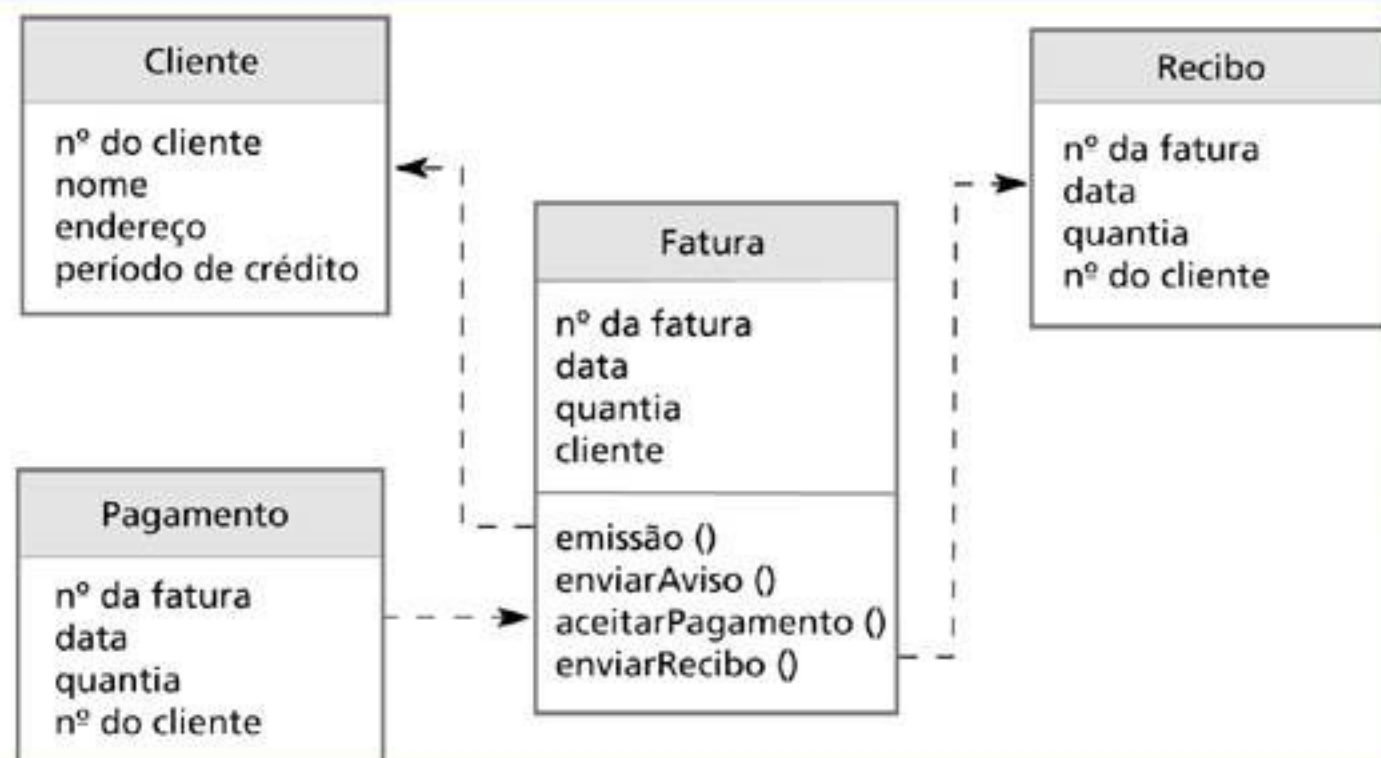 Cliente
nº do cliente
nome
endereço
período de crédito
Recibo
nº da fatura
data
quantia
nº do cliente
Fatura
nº da fatura
data
quantia
cliente
emissão ()
enviarAviso ()
aceitarPagamento ()
enviarRecibo ()
Pagamento
nº da fatura
data
quantia
nº do cliente